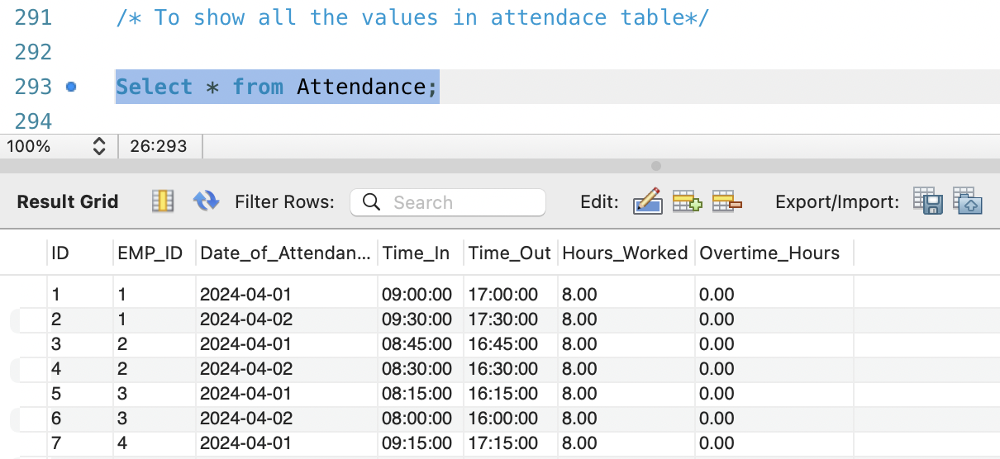 291 /* To show all the values in attendace table*/
292
293 Select * from Attendance;
294
100% 26:293
Result Grid Filter Rows: Search Edit: Export/Import:
ID EMP_ID Date_of_Attendan... Time_In Time_Out Hours_Worked Overtime_Hours
1 1 2024-04-01 09:00:00 17:00:00 8.00 0.00
2 1 2024-04-02 09:30:00 17:30:00 8.00 0.00
3 2 2024-04-01 08:45:00 16:45:00 8.00 0.00
4 2 2024-04-02 08:30:00 16:30:00 8.00 0.00
5 3 2024-04-01 08:15:00 16:15:00 8.00 0.00
6 3 2024-04-02 08:00:00 16:00:00 8.00 0.00
7 4 2024-04-01 09:15:00 17:15:00 8.00 0.00